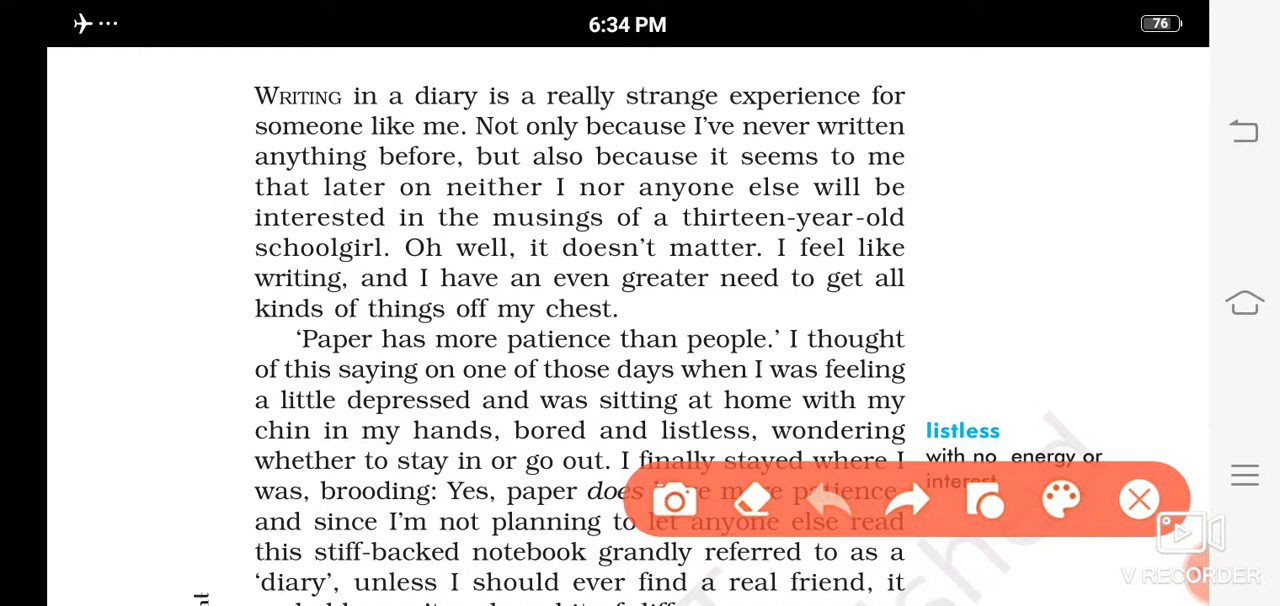 6:34 PM
76
WRITING in a diary is a really strange experience for
someone like me. Not only because I've never written
anything before, but also because it seems to me
that later on neither I nor anyone else will be
interested in the musings of a thirteen-year-old
schoolgirl. Oh well, it doesn't matter. I feel like
writing, and I have an even greater need to get all
kinds of things off my chest.
'Paper has more patience than people.' I thought
of this saying on one of those days when I was feeling
a little depressed and was sitting at home with my
chin in my hands, bored and listless, wondering
whether to stay in or go out. I finally stayed where I
was, brooding: Yes, paper does more patience
and since I'm not planning to let anyone else read
this stiff-backed notebook grandly referred to as a
'diary', unless I should ever find a real friend, it
listless
with no energy or
interest
V RECORDER